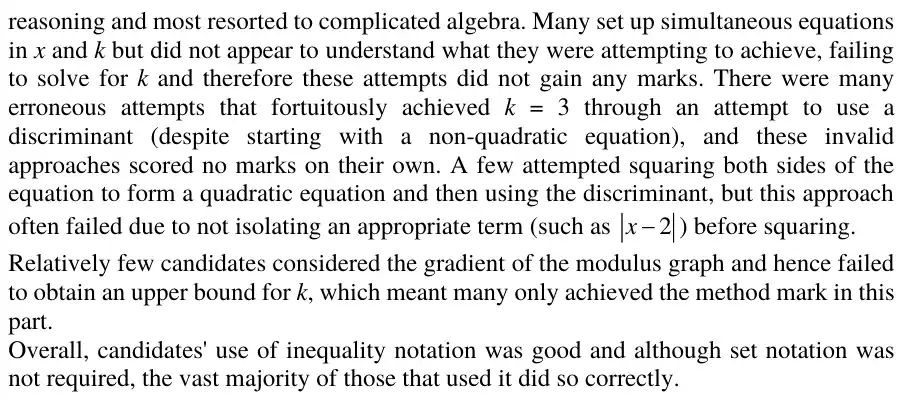 reasoning and most resorted to complicated algebra. Many set up simultaneous equations
in x and k but did not appear to understand what they were attempting to achieve, failing
to solve for k and therefore these attempts did not gain any marks. There were many
erroneous attempts that fortuitously achieved k = 3 through an attempt to use a
discriminant (despite starting with a non-quadratic equation), and these invalid
approaches scored no marks on their own. A few attempted squaring both sides of the
equation to form a quadratic equation and then using the discriminant, but this approach
often failed due to not isolating an appropriate term (such as |x − 2|) before squaring.
Relatively few candidates considered the gradient of the modulus graph and hence failed
to obtain an upper bound for k, which meant many only achieved the method mark in this
part.
Overall, candidates' use of inequality notation was good and although set notation was
not required, the vast majority of those that used it did so correctly.